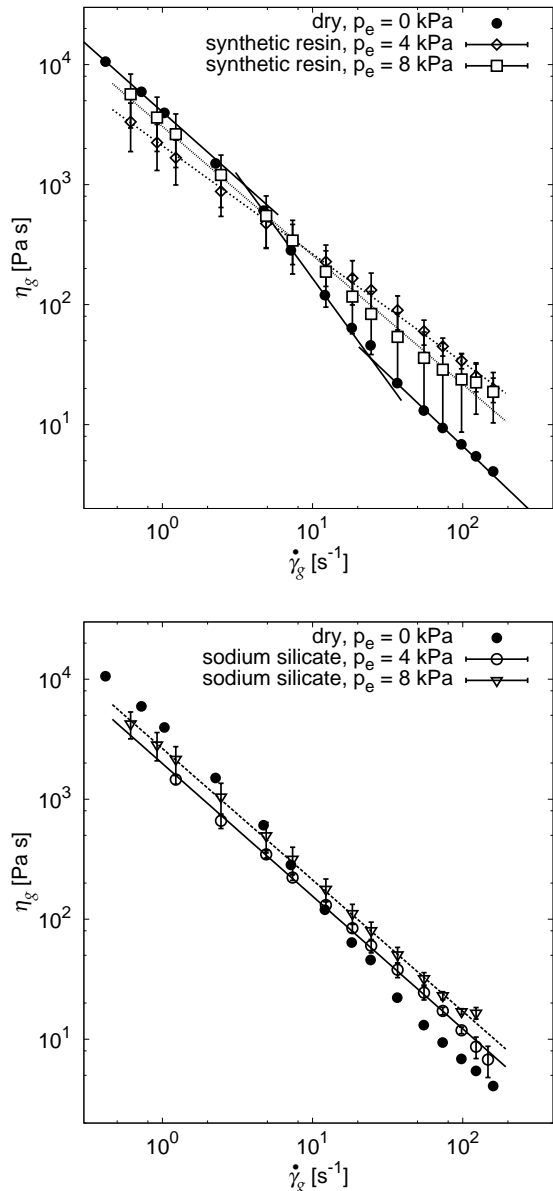 dry, p_e = 0 kPa
synthetic resin, p_e = 4 kPa
synthetic resin, p_e = 8 kPa
10^4
10^3
10^2
10^1
η_g [Pa s]
10^0 10^1 10^2
γ̇_g [s^-1]
dry, p_e = 0 kPa
sodium silicate, p_e = 4 kPa
sodium silicate, p_e = 8 kPa
10^4
10^3
10^2
10^1
η_g [Pa s]
10^0 10^1 10^2
γ̇_g [s^-1]